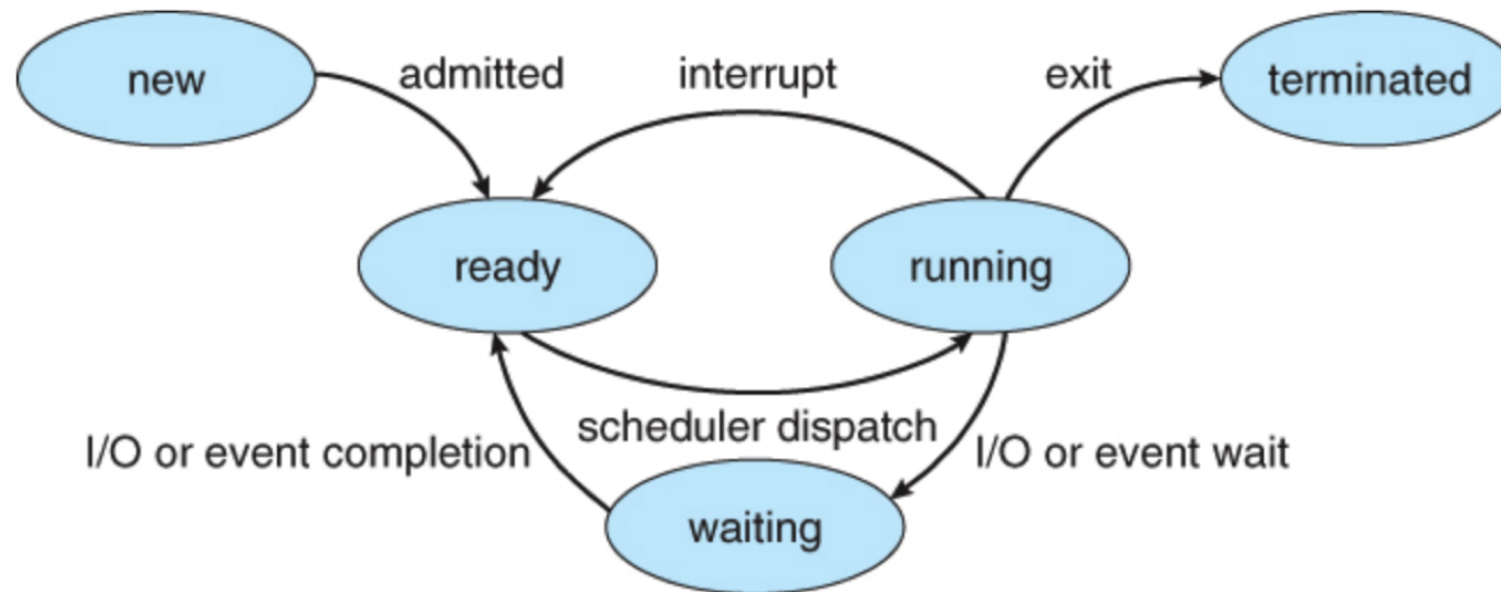 new
admitted
interrupt
exit
terminated
ready
running
scheduler dispatch
I/O or event completion
I/O or event wait
waiting